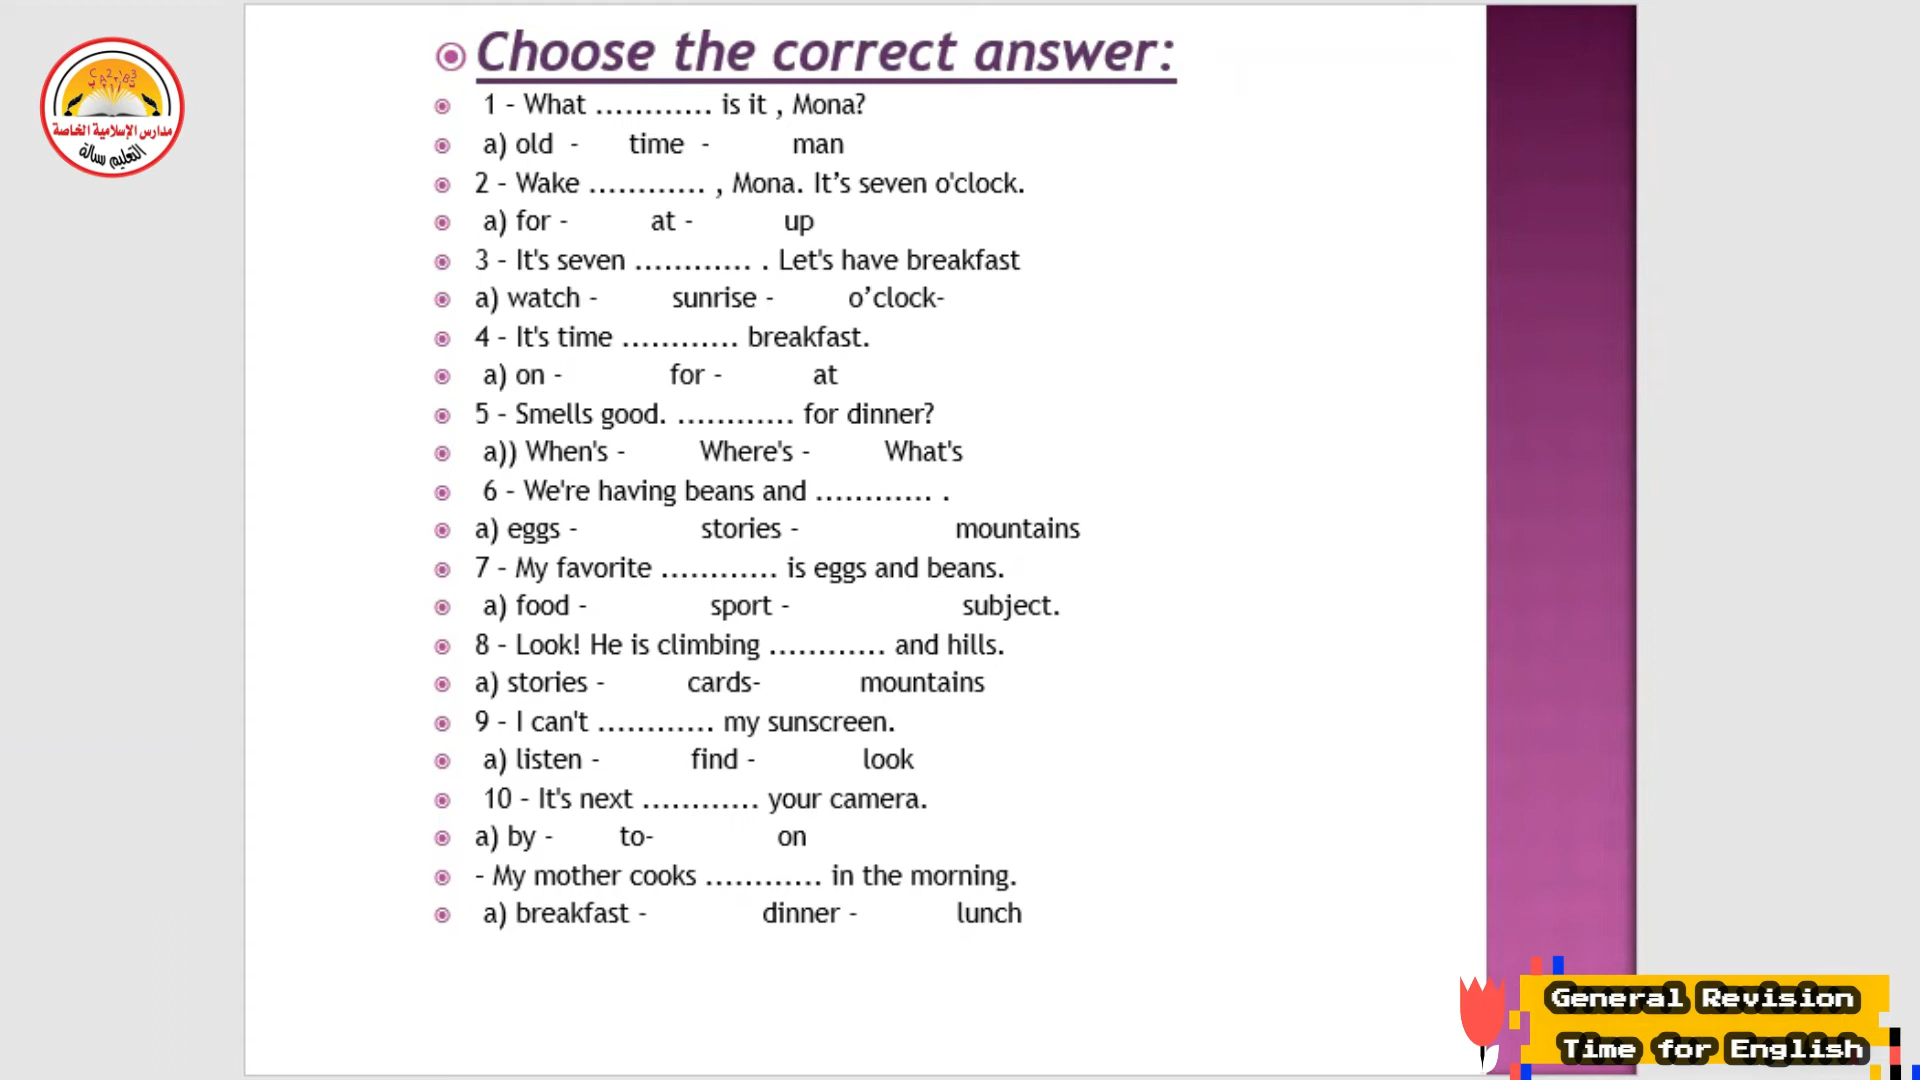 Choose the correct answer:
1 - What ............ is it , Mona?
a) old - time - man
2 - Wake ............ , Mona. It’s seven o'clock.
a) for - at - up
3 - It's seven ............ . Let's have breakfast
a) watch - sunrise - o’clock-
4 - It's time ............ breakfast.
a) on - for - at
5 - Smells good. ............ for dinner?
a)) When's - Where's - What's
6 - We're having beans and ............ .
a) eggs - stories - mountains
7 - My favorite ............ is eggs and beans.
a) food - sport - subject.
8 - Look! He is climbing ............ and hills.
a) stories - cards- mountains
9 - I can't ............ my sunscreen.
a) listen - find - look
10 - It's next ............ your camera.
a) by - to- on
- My mother cooks ............ in the morning.
a) breakfast - dinner - lunch
مدارس الإسلامية الخاصة
التعليم رسالة
General Revision
Time for English